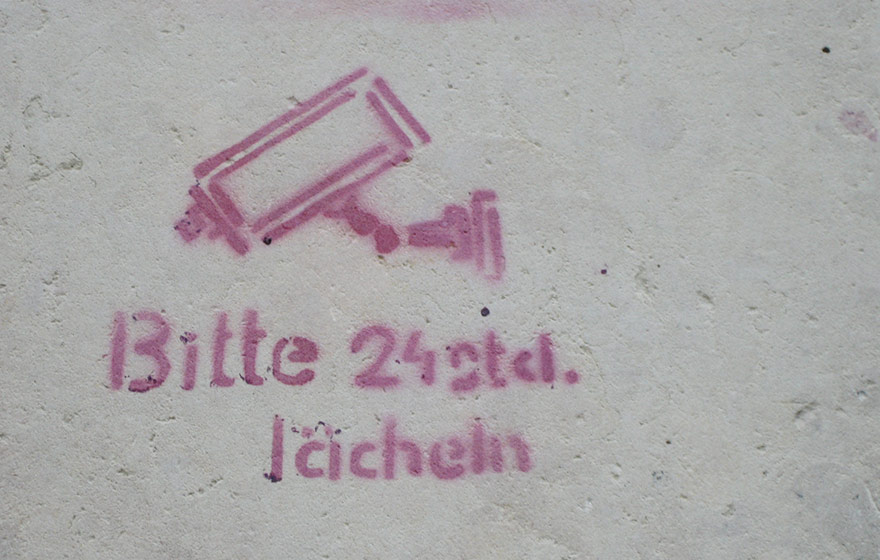 Bitte 24std.
lächeln